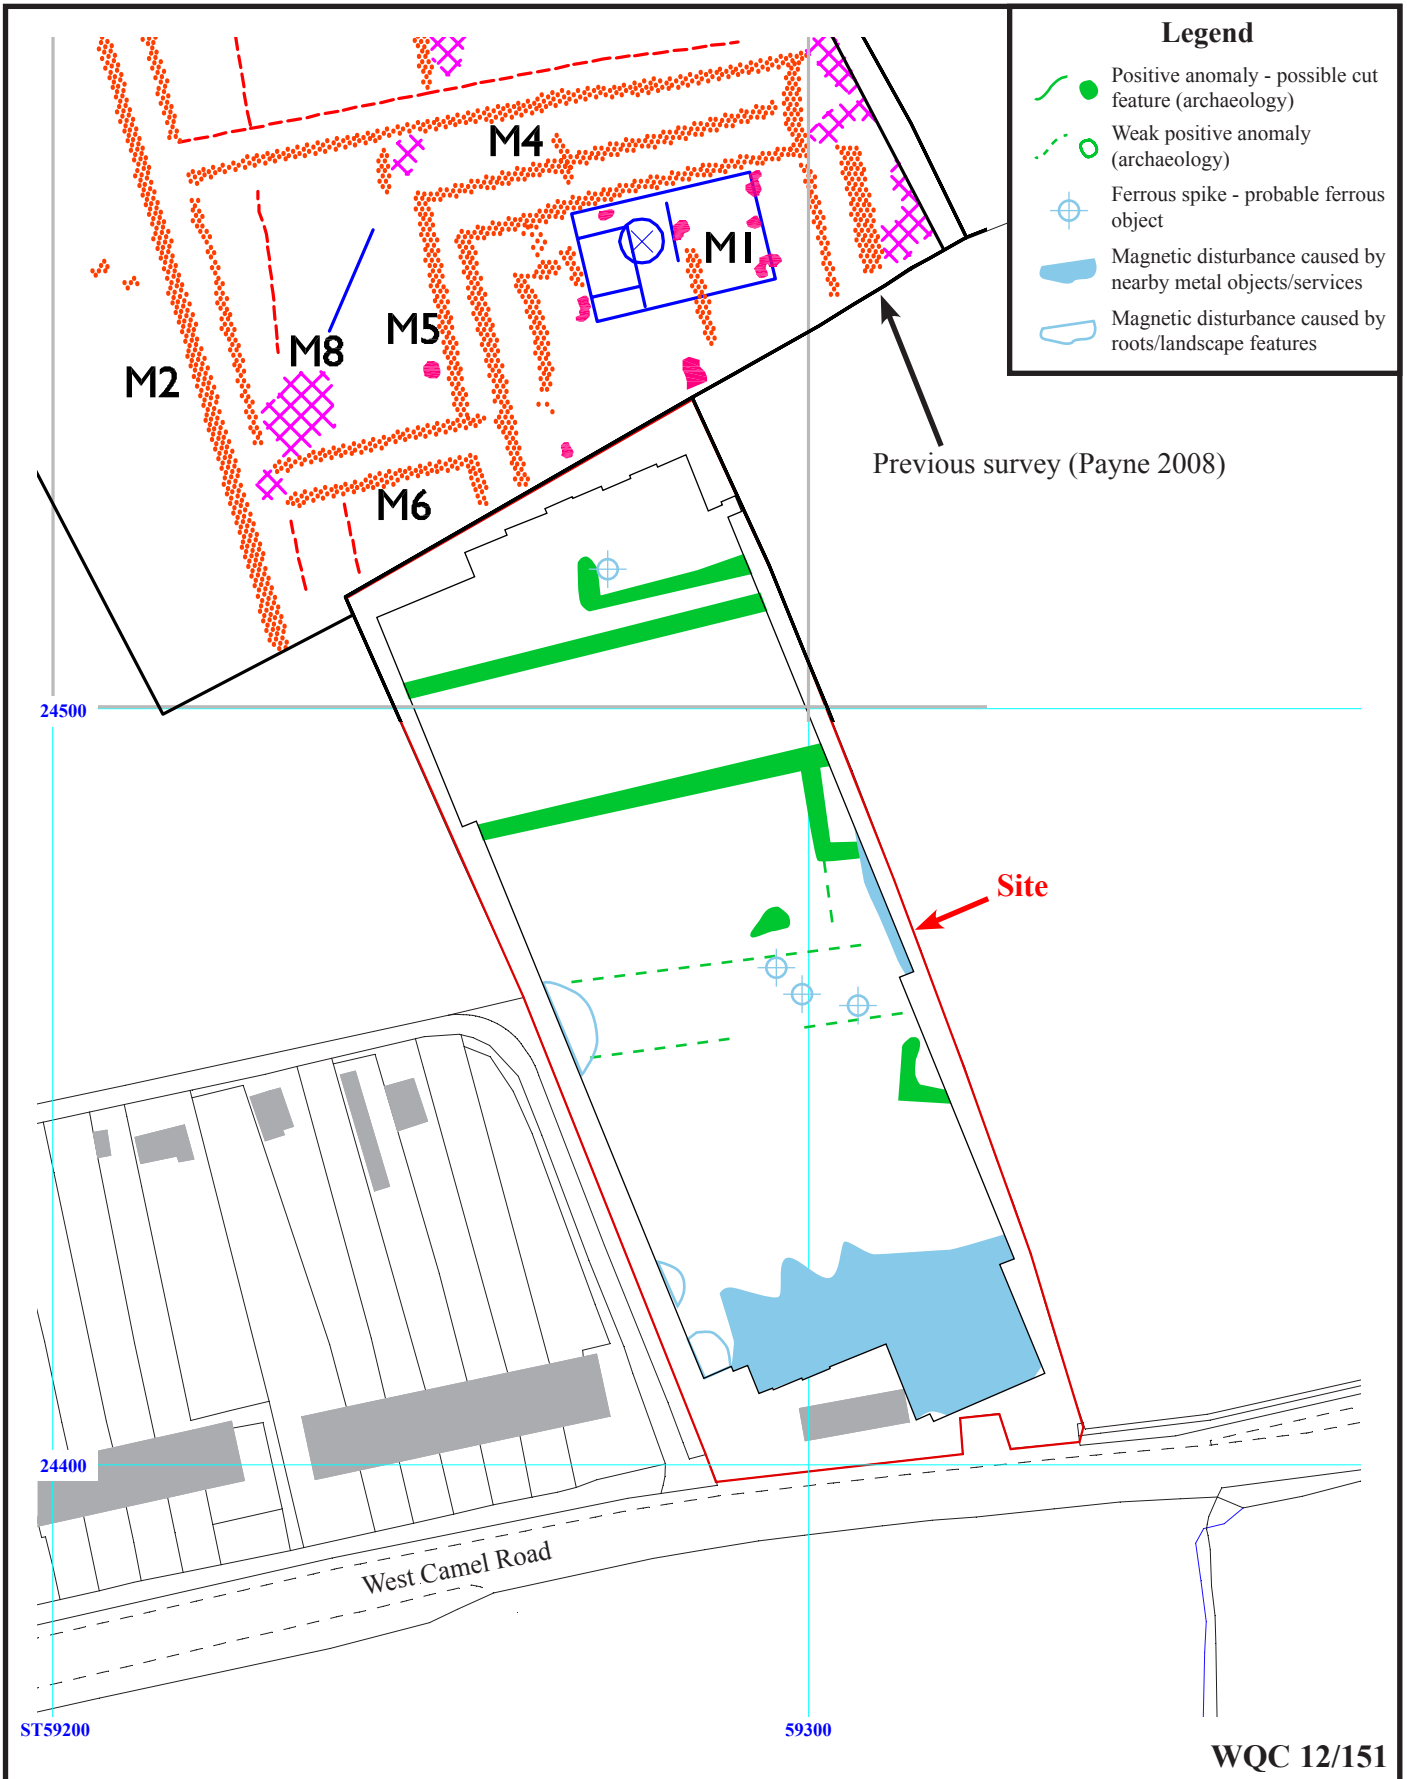 Legend
Positive anomaly - possible cut
feature (archaeology)
Weak positive anomaly
(archaeology)
Ferrous spike - probable ferrous
object
Magnetic disturbance caused by
nearby metal objects/services
Magnetic disturbance caused by
roots/landscape features
M4
M1
M5
M8
M2
M6
Previous survey (Payne 2008)
24500
Site
24400
West Camel Road
ST59200
59300
WQC 12/151